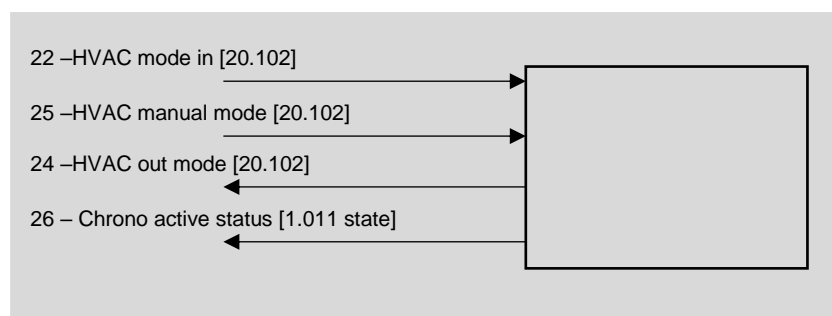 22 –HVAC mode in [20.102]
25 –HVAC manual mode [20.102]
24 –HVAC out mode [20.102]
26 – Chrono active status [1.011 state]